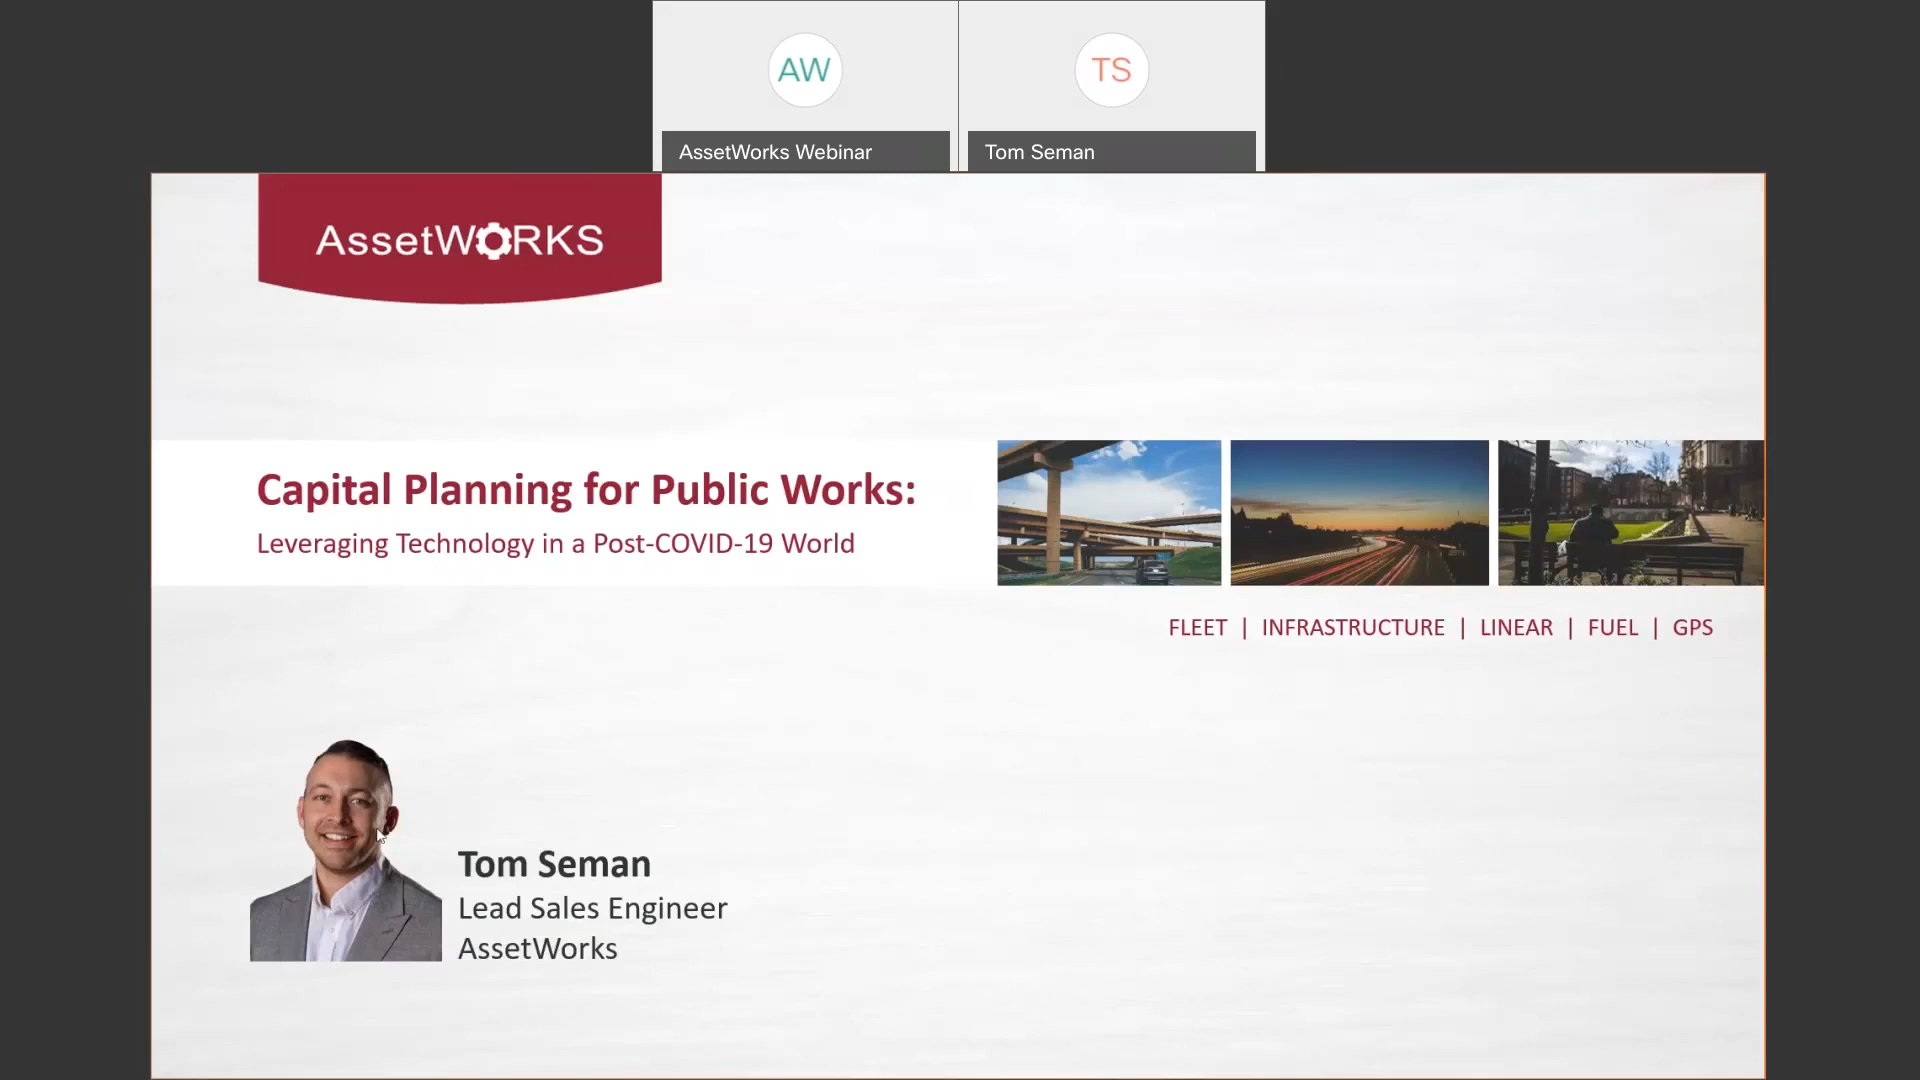 AW
TS
AssetWorks Webinar
Tom Seman
AssetWORKS
Capital Planning for Public Works:
Leveraging Technology in a Post-COVID-19 World
FLEET | INFRASTRUCTURE | LINEAR | FUEL | GPS
Tom Seman
Lead Sales Engineer
AssetWorks